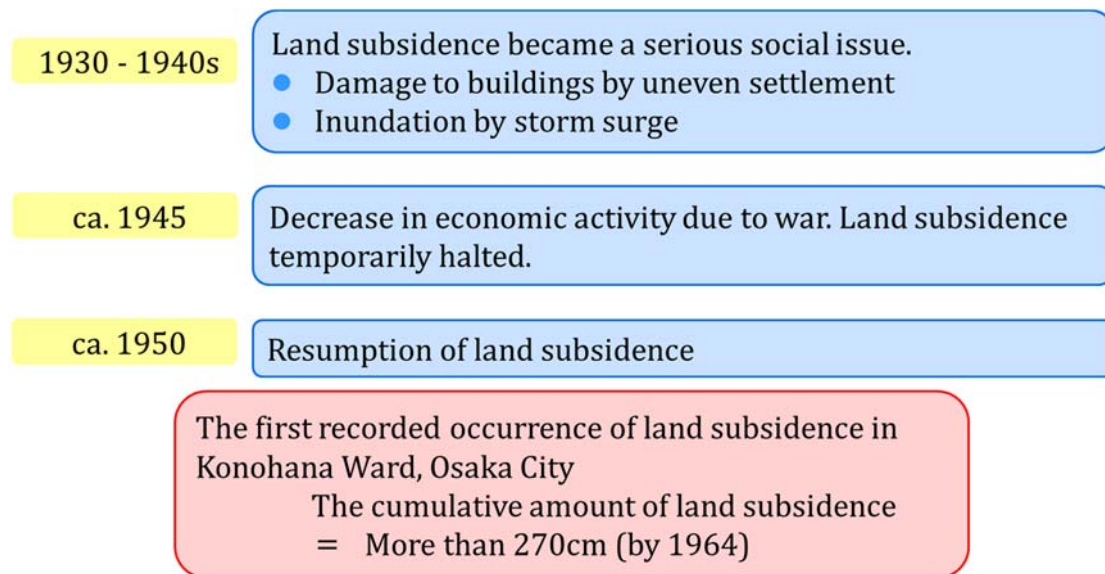 1930 - 1940s
Land subsidence became a serious social issue.
● Damage to buildings by uneven settlement
● Inundation by storm surge
ca. 1945
Decrease in economic activity due to war. Land subsidence
temporarily halted.
ca. 1950
Resumption of land subsidence
The first recorded occurrence of land subsidence in
Konohana Ward, Osaka City
The cumulative amount of land subsidence
= More than 270cm (by 1964)